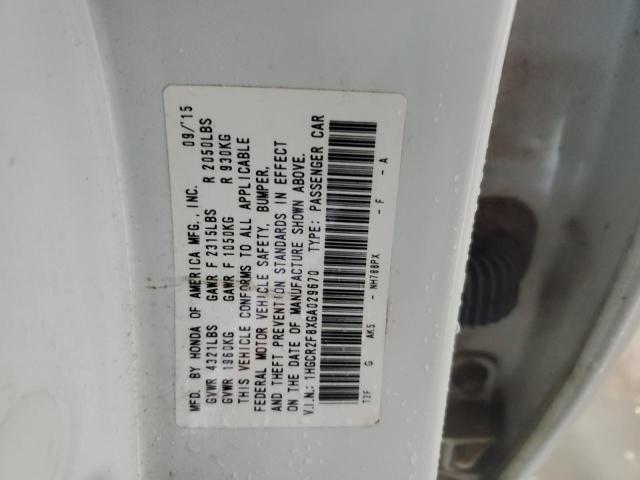 MFD. BY HONDA OF AMERICA MFG., INC. 09/'15
GVWR 4321LBS GAWR F 2315LBS R 2050LBS
GVWR 1960KG GAWR F 1050KG R 930KG
THIS VEHICLE CONFORMS TO ALL APPLICABLE
FEDERAL MOTOR VEHICLE SAFETY, BUMPER,
AND THEFT PREVENTION STANDARDS IN EFFECT
ON THE DATE OF MANUFACTURE SHOWN ABOVE.
V.I.N.: 1HGCR2F8XGA029670 TYPE: PASSENGER CAR
T2F G AK5 - NH788PX - F - A